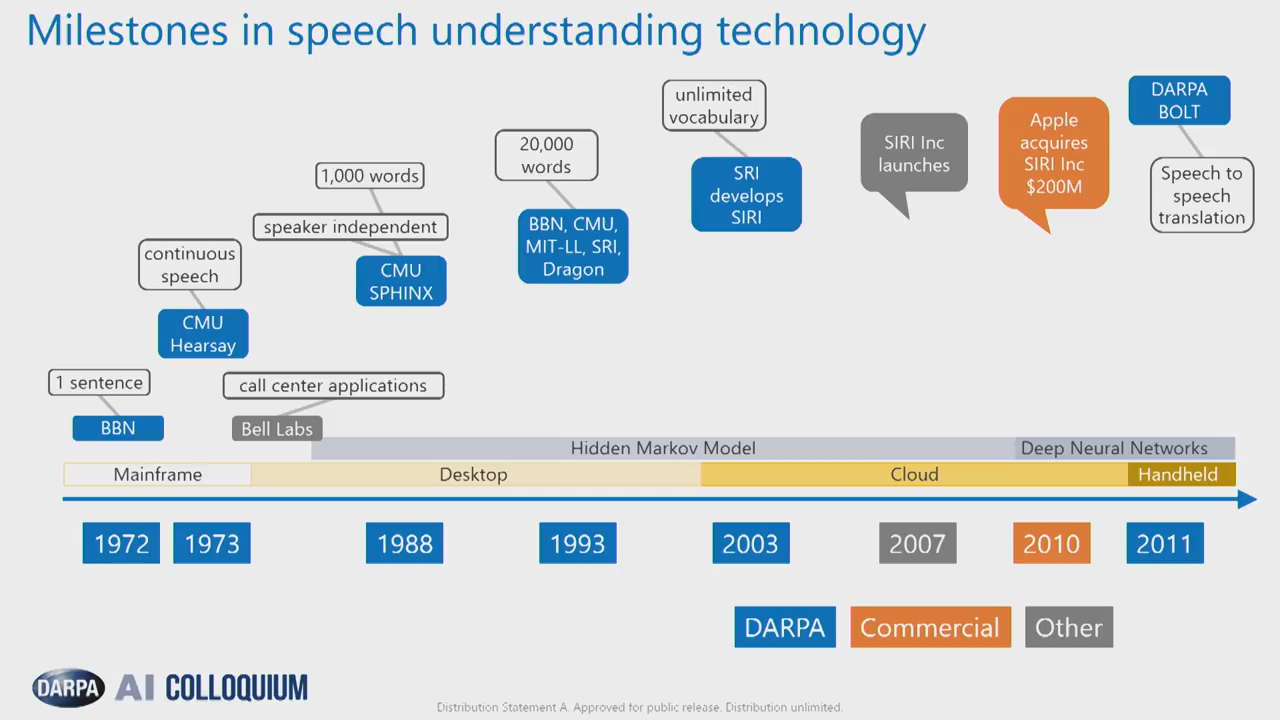 Milestones in speech understanding technology
1 sentence
BBN
continuous
speech
CMU
Hearsay
call center applications
Bell Labs
1,000 words
speaker independent
CMU
SPHINX
20,000
words
BBN, CMU,
MIT-LL, SRI,
Dragon
unlimited
vocabulary
SRI
develops
SIRI
SIRI Inc
launches
Apple
acquires
SIRI Inc
$200M
DARPA
BOLT
Speech to
speech
translation
Hidden Markov Model
Deep Neural Networks
Mainframe
Desktop
Cloud
Handheld
1972
1973
1988
1993
2003
2007
2010
2011
DARPA
Commercial
Other
DARPA AI COLLOQUIUM
Distribution Statement A. Approved for public release. Distribution unlimited.